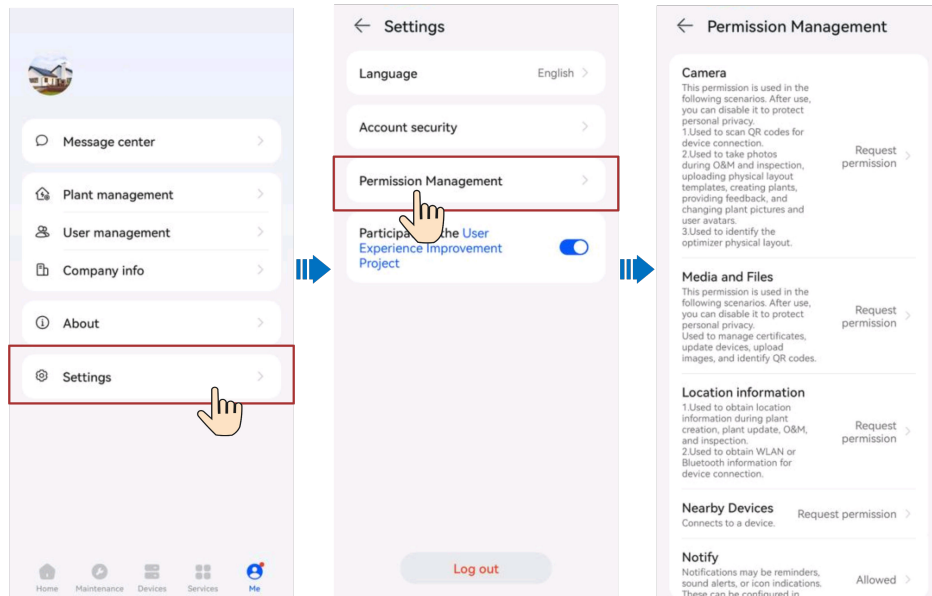 Message center
Plant management
User management
Company info
About
Settings
Home Maintenance Devices Services Me
Settings
Language English
Account security
Permission Management
Participa the User
Experience Improvement
Project
Log out
Permission Management
Camera
This permission is used in the
following scenarios. After use,
you can disable it to protect
personal privacy.
1.Used to scan QR codes for
device connection.
2.Used to take photos
during O&M and inspection,
uploading physical layout
templates, creating plants,
providing feedback, and
changing plant pictures and
user avatars.
3.Used to identify the
optimizer physical layout.
Request
permission
Media and Files
This permission is used in the
following scenarios. After use,
you can disable it to protect
personal privacy.
Used to manage certificates,
update devices, upload
images, and identify QR codes.
Request
permission
Location information
1.Used to obtain location
information during plant
creation, plant update, O&M,
and inspection.
2.Used to obtain WLAN or
Bluetooth information for
device connection.
Request
permission
Nearby Devices
Connects to a device.
Request permission
Notify
Notifications may be reminders,
sound alerts, or icon indications.
These can be configured in
Allowed